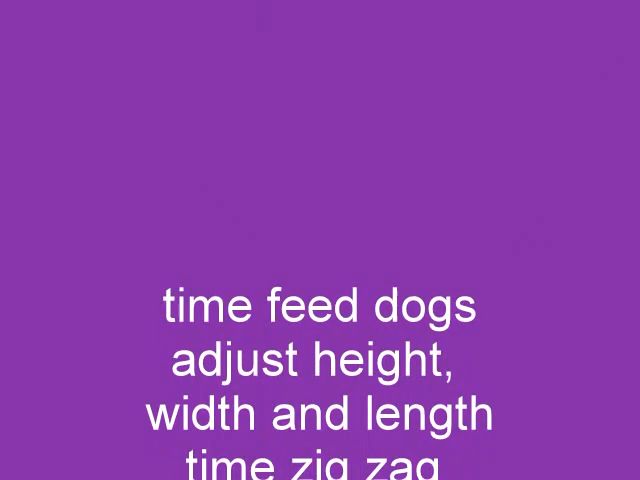 time feed dogs
adjust height,
width and length
time zig zag